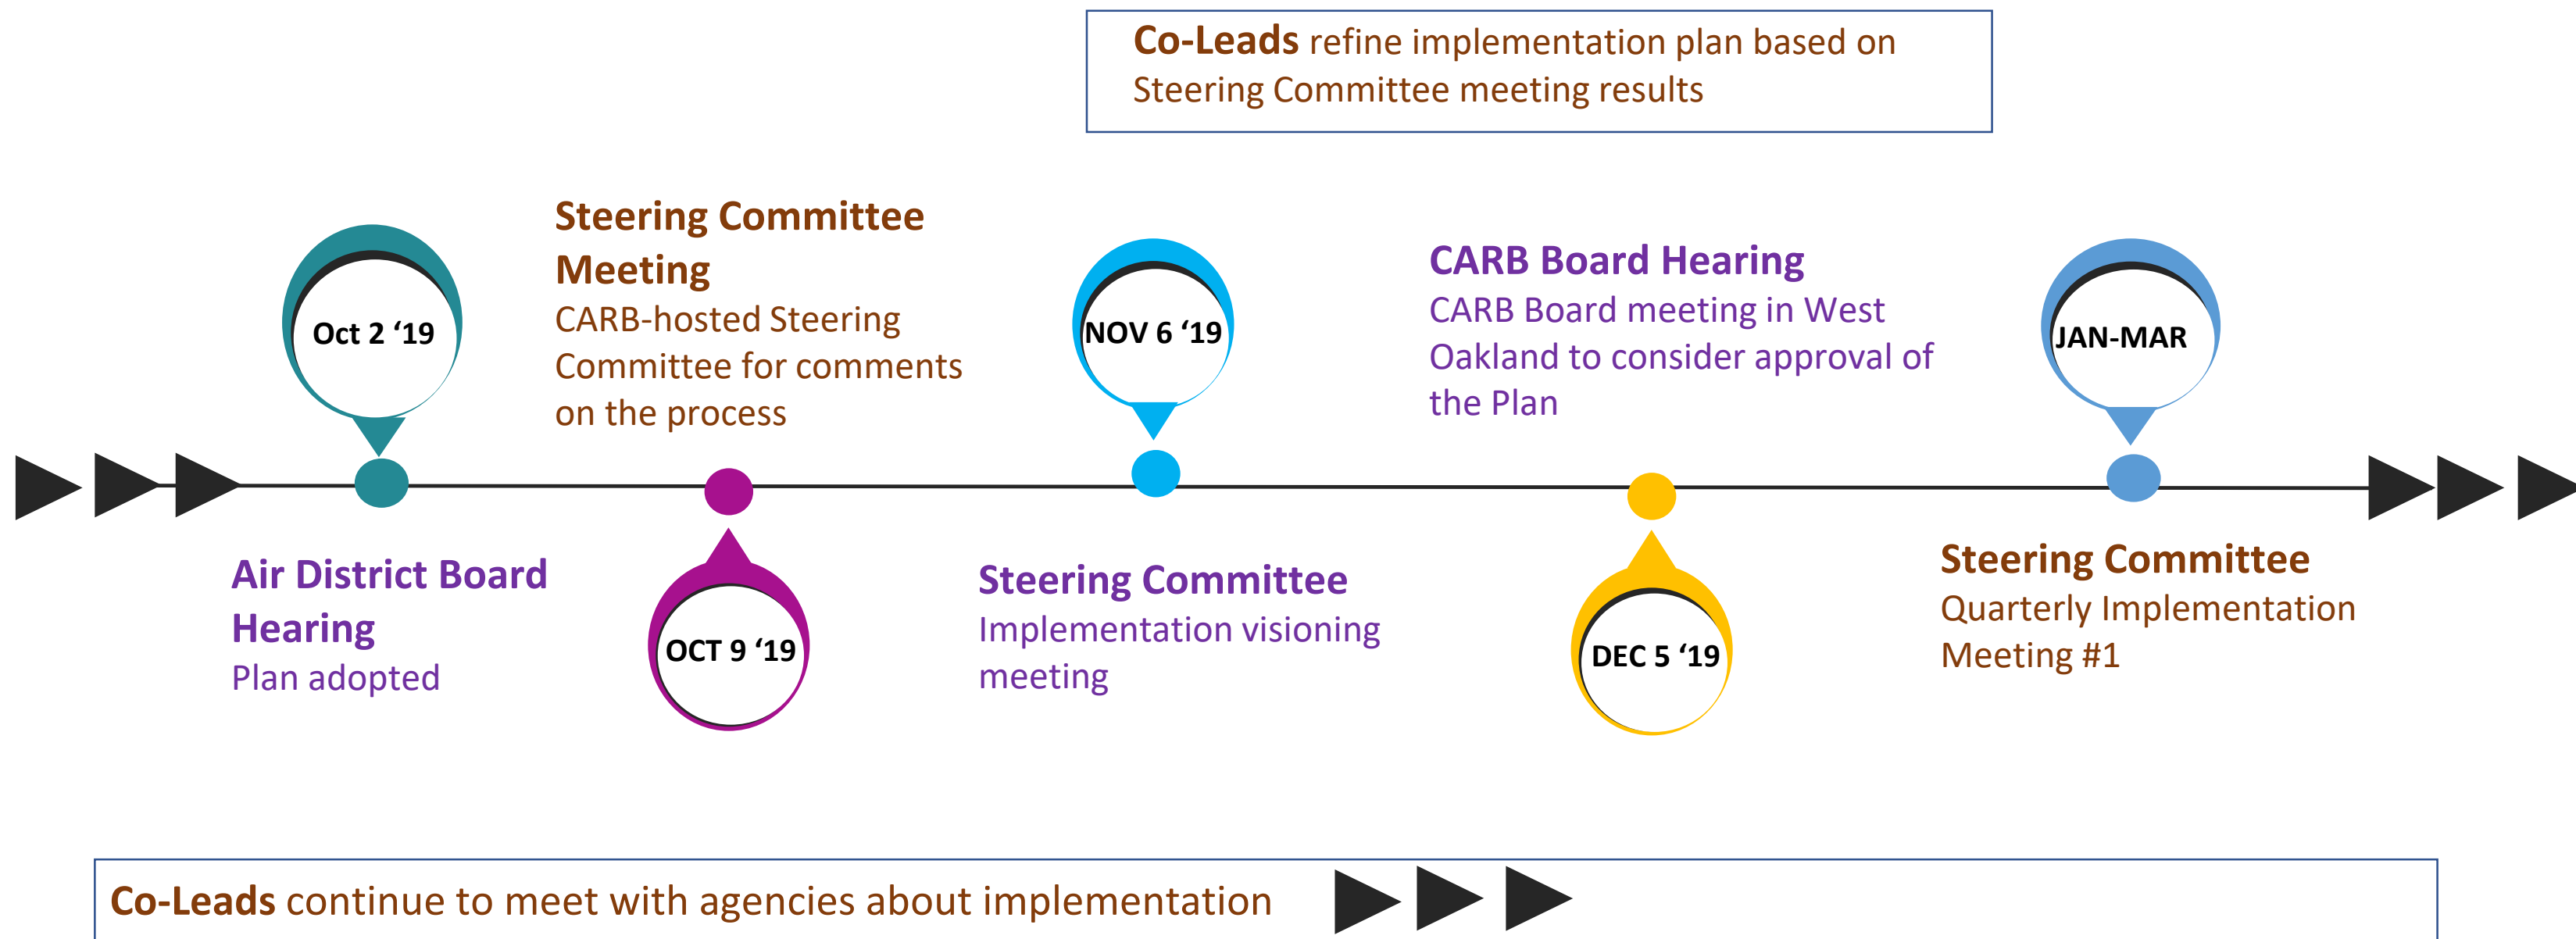 Co-Leads refine implementation plan based on
Steering Committee meeting results
Oct 2 ‘19
Steering Committee
Meeting
CARB-hosted Steering
Committee for comments
on the process
NOV 6 ‘19
CARB Board Hearing
CARB Board meeting in West
Oakland to consider approval of
the Plan
JAN-MAR
Air District Board
Hearing
Plan adopted
OCT 9 ‘19
Steering Committee
Implementation visioning
meeting
DEC 5 ‘19
Steering Committee
Quarterly Implementation
Meeting #1
Co-Leads continue to meet with agencies about implementation